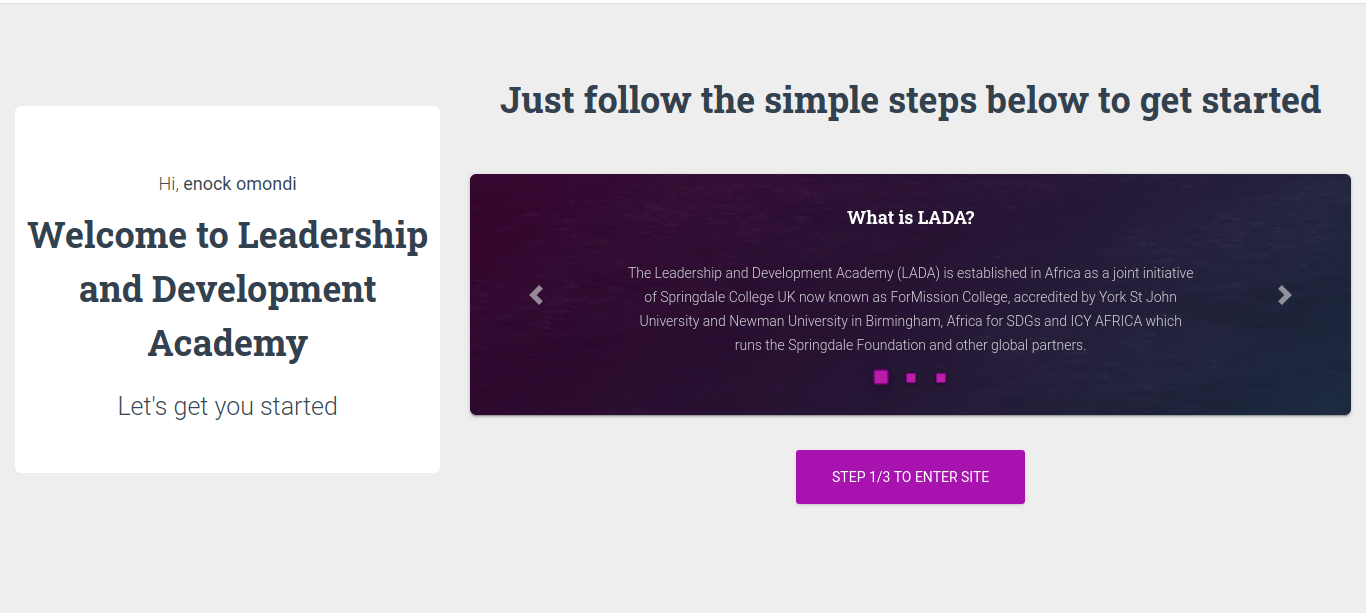 Hi, enock omondi
Welcome to Leadership
and Development
Academy
Let's get you started
Just follow the simple steps below to get started
What is LADA?
The Leadership and Development Academy (LADA) is established in Africa as a joint initiative
of Springdale College UK now known as ForMission College, accredited by York St John
University and Newman University in Birmingham, Africa for SDGs and ICY AFRICA which
runs the Springdale Foundation and other global partners.
STEP 1/3 TO ENTER SITE